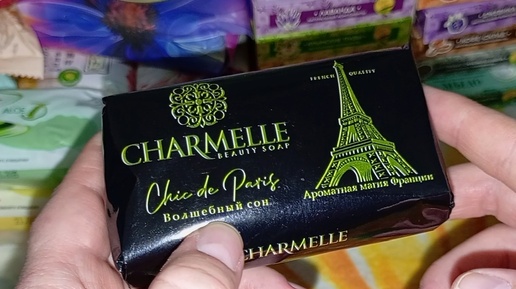 FRENCH QUALITY
CHARMELLE
BEAUTY SOAP
Chic de Paris
Волшебный сон
Ароматная магия Франции
CHARMELLE